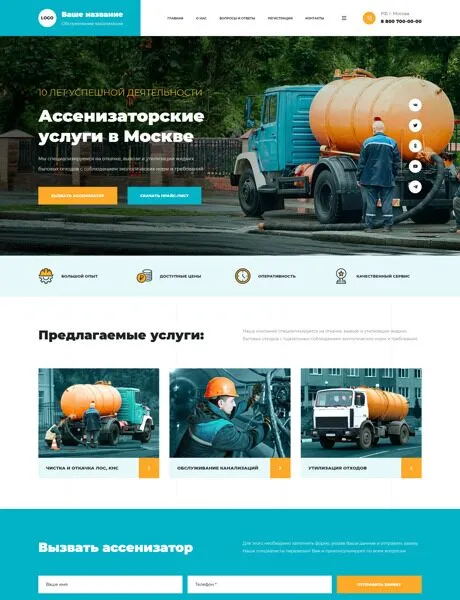 LOGO
Ваше название
Обслуживание канализации
ГЛАВНАЯ
О НАС
ВОПРОСЫ И ОТВЕТЫ
РЕГИСТРАЦИЯ
КОНТАКТЫ
РФ, г. Москва
8 800 700-00-00
10 ЛЕТ УСПЕШНОЙ ДЕЯТЕЛЬНОСТИ
Ассенизаторские
услуги в Москве
Мы специализируемся на откачке, вывозе и утилизации жидких
бытовых отходов с соблюдением экологических норм и требований
ВЫЗВАТЬ АССЕНИЗАТОР
СКАЧАТЬ ПРАЙС-ЛИСТ
БОЛЬШОЙ ОПЫТ
ДОСТУПНЫЕ ЦЕНЫ
ОПЕРАТИВНОСТЬ
КАЧЕСТВЕННЫЙ СЕРВИС
Предлагаемые услуги:
Наша компания специализируется на откачке, вывозе и утилизации жидких
бытовых отходов с тщательным соблюдением экологических норм и требований
ЧИСТКА И ОТКАЧКА ЛОС, КНС
ОБСЛУЖИВАНИЕ КАНАЛИЗАЦИЙ
УТИЛИЗАЦИЯ ОТХОДОВ
Вызвать ассенизатор
Для этого необходимо заполнить форму, указав Ваши данные и отправить заявку.
Наши специалисты перезвонят Вам и проконсультируют по всем вопросам
Ваше имя
Телефон *
ОТПРАВИТЬ ЗАЯВКУ